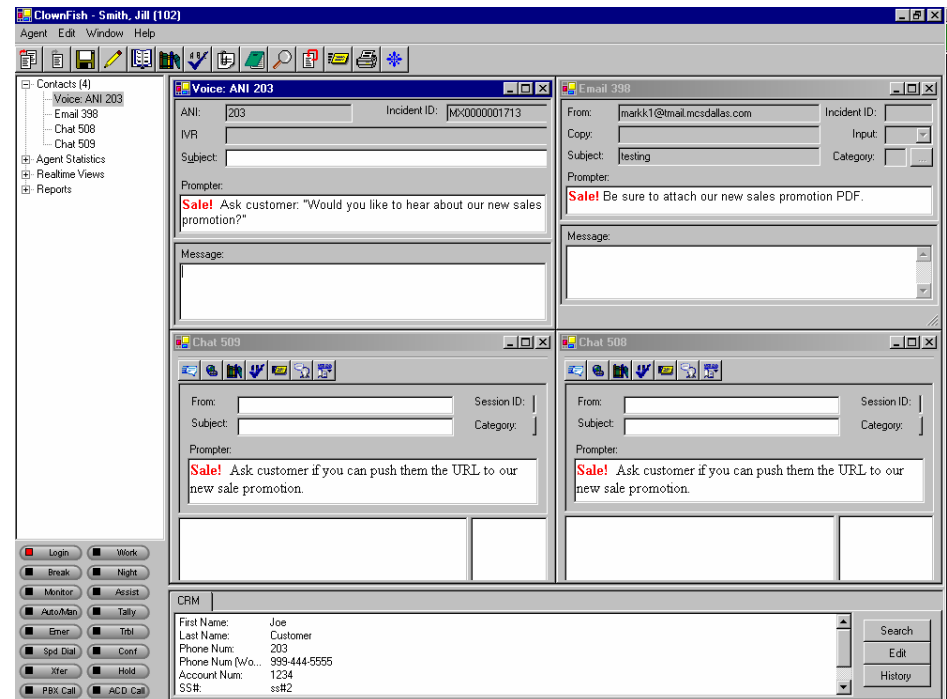 ClownFish - Smith, Jill (102)
Agent Edit Window Help
Contacts (4)
Voice: ANI 203
Email 398
Chat 508
Chat 509
Agent Statistics
Realtime Views
Reports
Voice: ANI 203
ANI: 203 Incident ID: MX0000001713
IVR
Subject:
Prompter:
Sale! Ask customer: "Would you like to hear about our new sales
promotion?"
Message:
Email 398
From: markk1@tmail.mcsdallas.com Incident ID:
Copy: Input:
Subject: testing Category: ...
Prompter:
Sale! Be sure to attach our new sales promotion PDF.
Message:
Chat 509
From: Session ID:
Subject: Category:
Prompter:
Sale! Ask customer if you can push them the URL to our
new sale promotion.
Chat 508
From: Session ID:
Subject: Category:
Prompter:
Sale! Ask customer if you can push them the URL to our
new sale promotion.
Login Work
Break Night
Monitor Assist
Auto/Man Tally
Emer Trbl
Spd Dial Conf
Xfer Hold
PBX Call ACD Call
CRM
First Name: Joe
Last Name: Customer
Phone Num: 203
Phone Num (Wo... 999-444-5555
Account Num: 1234
SS#: ss#2
Search
Edit
History